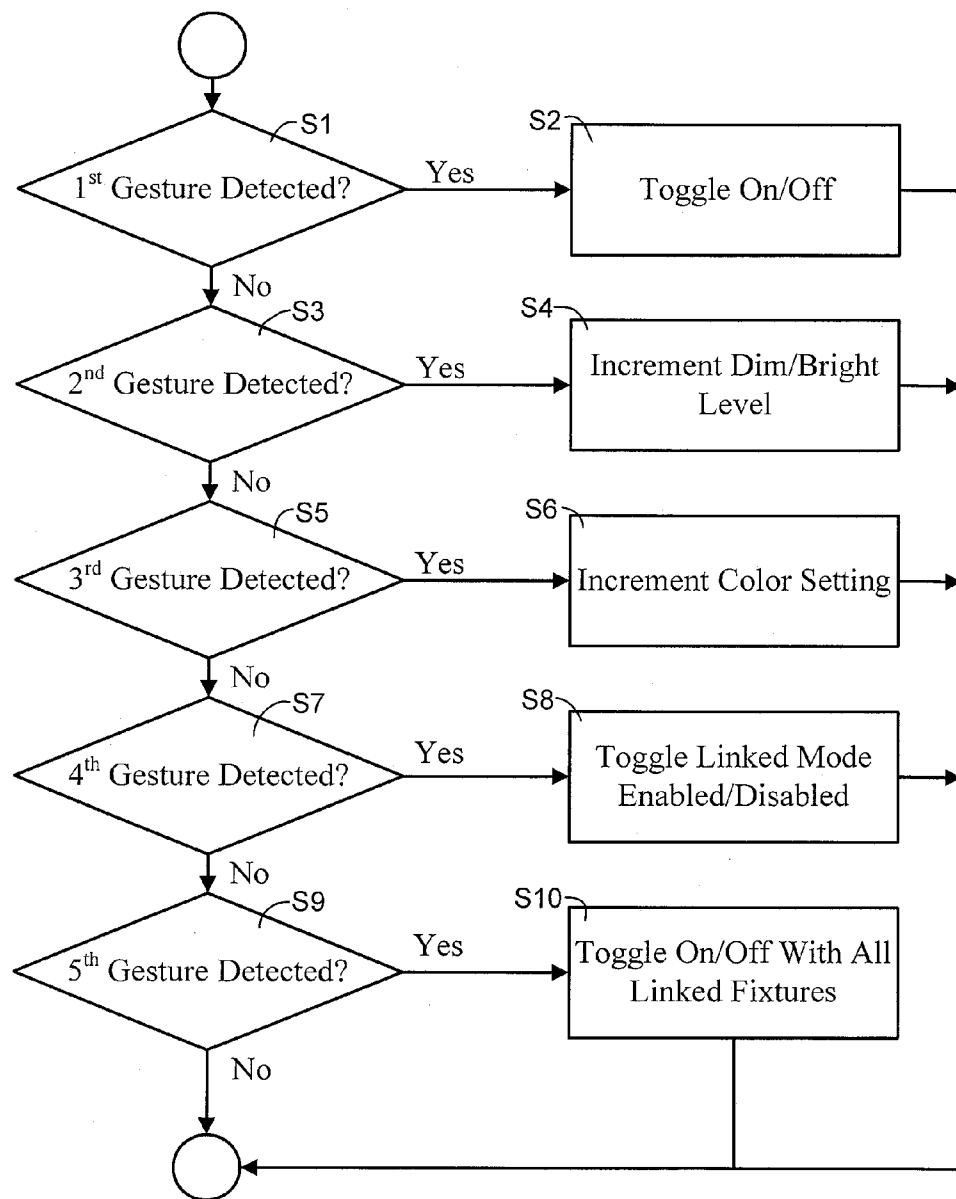 S1
1st Gesture Detected?
Yes
S2
Toggle On/Off
No
S3
2nd Gesture Detected?
Yes
S4
Increment Dim/Bright
Level
No
S5
3rd Gesture Detected?
Yes
S6
Increment Color Setting
No
S7
4th Gesture Detected?
Yes
S8
Toggle Linked Mode
Enabled/Disabled
No
S9
5th Gesture Detected?
Yes
S10
Toggle On/Off With All
Linked Fixtures
No